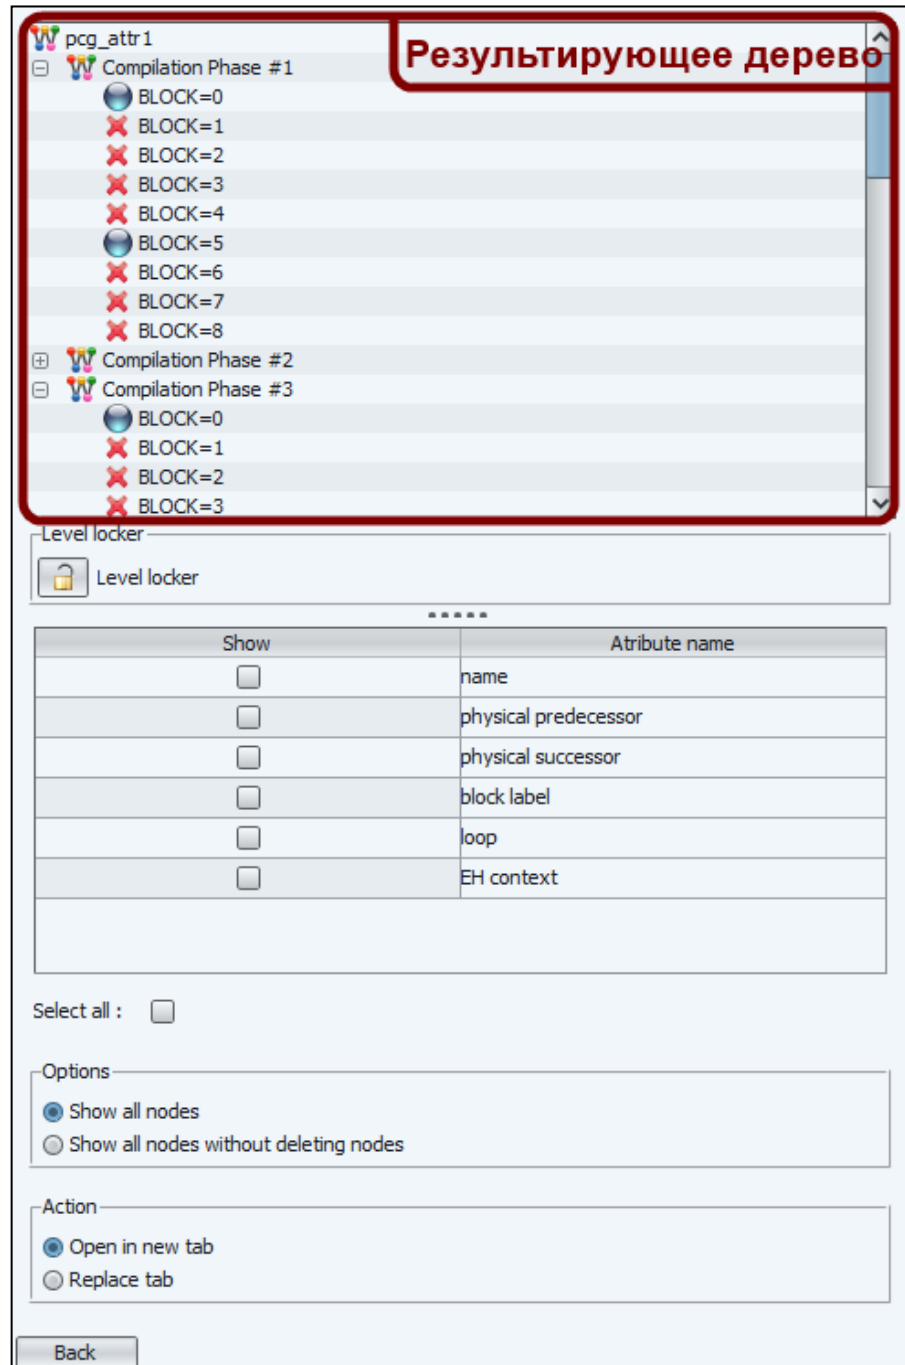 pcg_attr1
Результирующее дерево
Compilation Phase #1
BLOCK=0
BLOCK=1
BLOCK=2
BLOCK=3
BLOCK=4
BLOCK=5
BLOCK=6
BLOCK=7
BLOCK=8
Compilation Phase #2
Compilation Phase #3
BLOCK=0
BLOCK=1
BLOCK=2
BLOCK=3
Level locker
Level locker
Show Atribute name
name
physical predecessor
physical successor
block label
loop
EH context
Select all :
Options
Show all nodes
Show all nodes without deleting nodes
Action
Open in new tab
Replace tab
Back